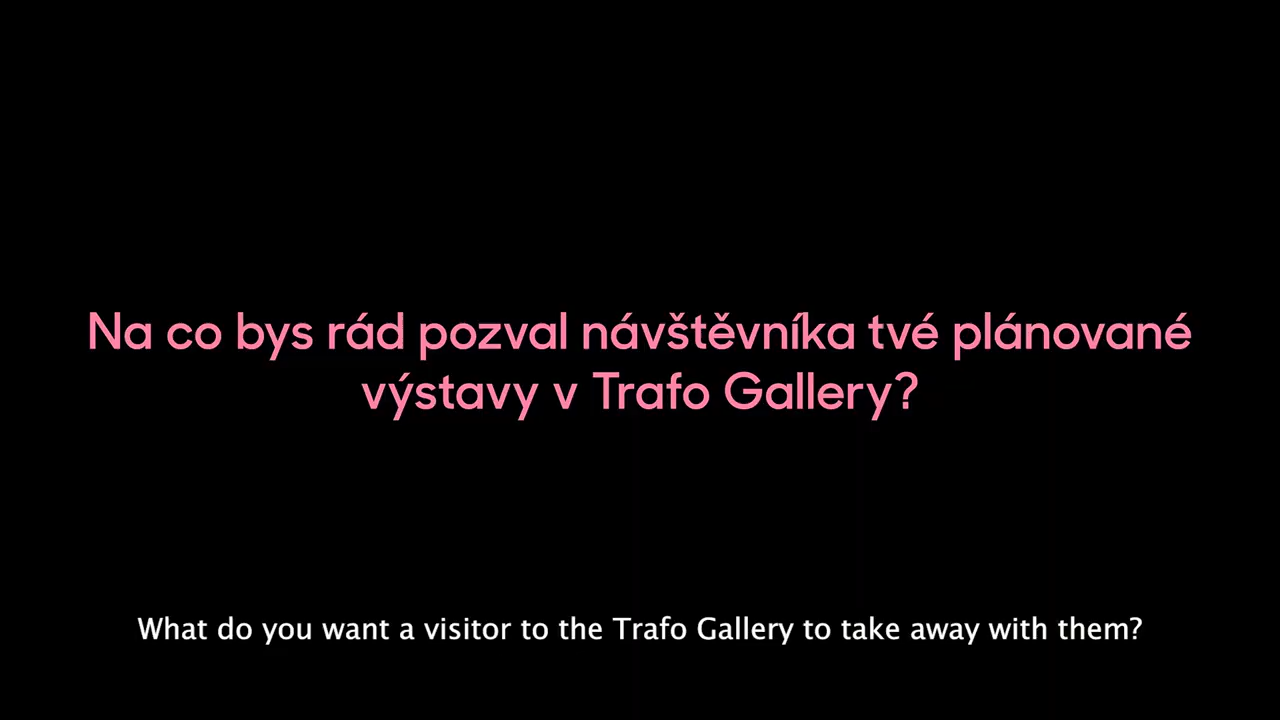 Na co bys rád pozval návštěvníka tvé plánované
výstavy v Trafo Gallery?
What do you want a visitor to the Trafo Gallery to take away with them?